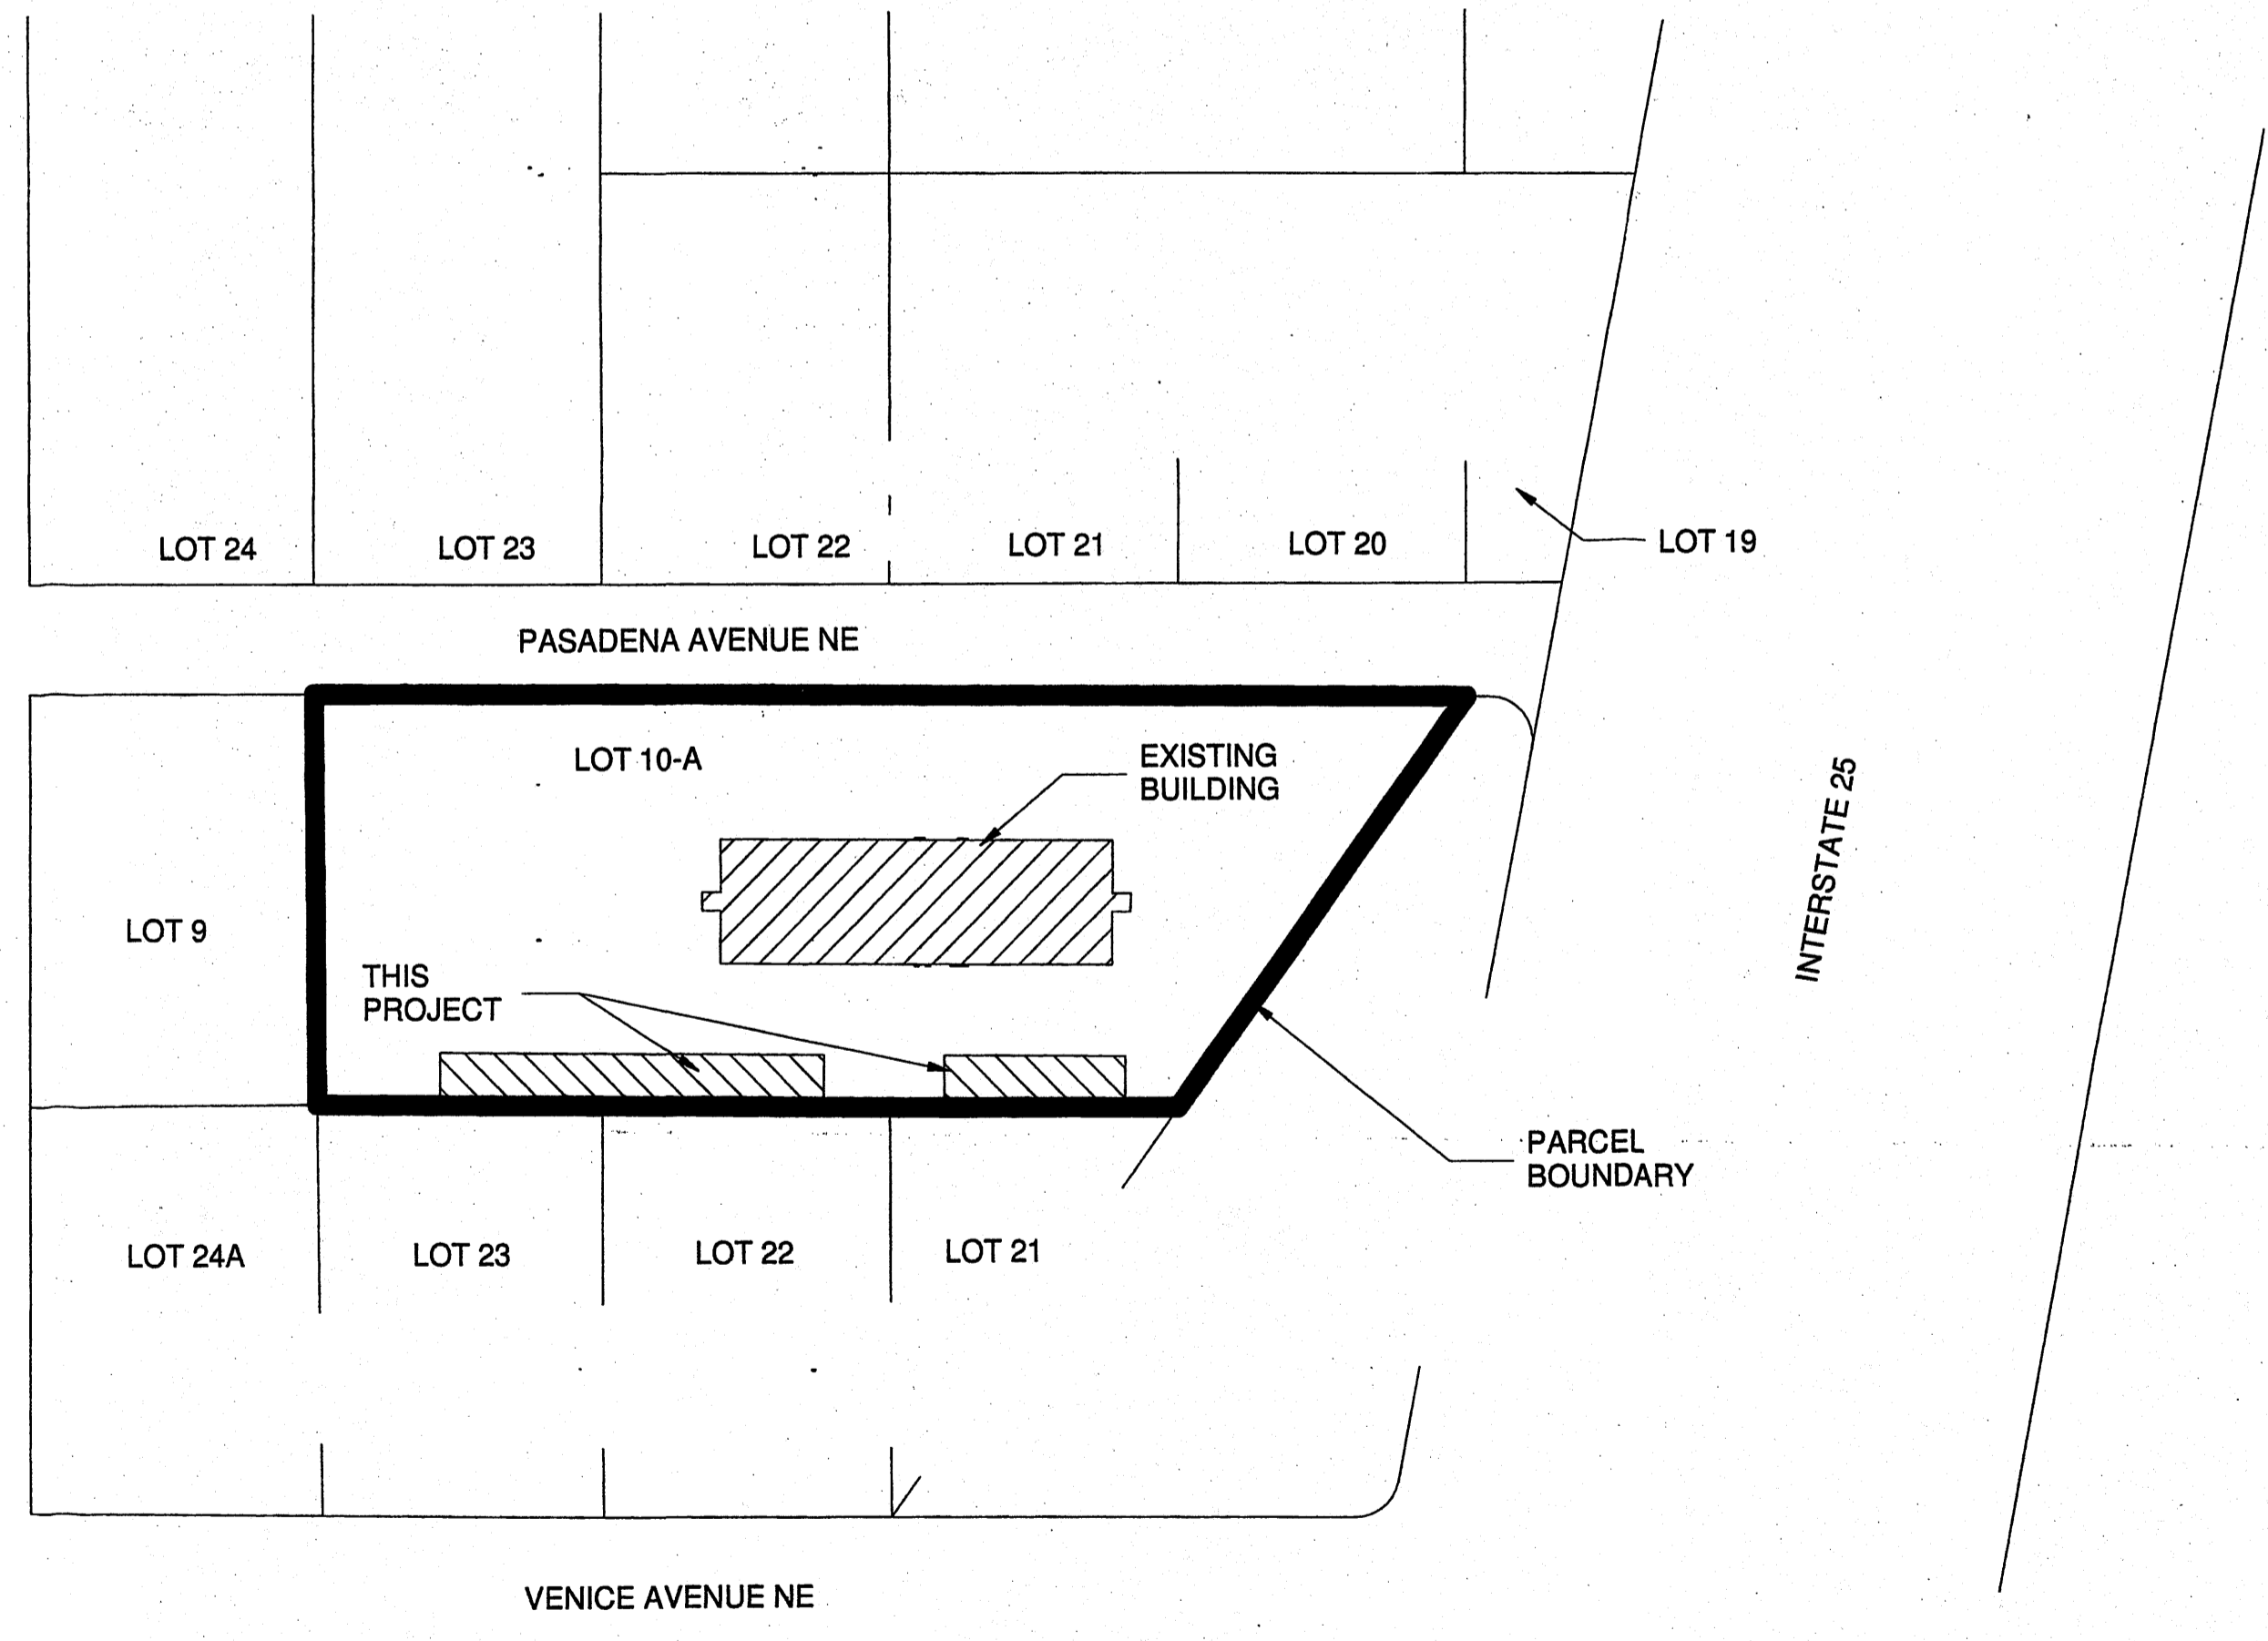 LOT 24
LOT 23
LOT 22
LOT 21
LOT 20
LOT 19
PASADENA AVENUE NE
LOT 10-A
EXISTING
BUILDING
LOT 9
THIS
PROJECT
INTERSTATE 25
PARCEL
BOUNDARY
LOT 24A
LOT 23
LOT 22
LOT 21
VENICE AVENUE NE